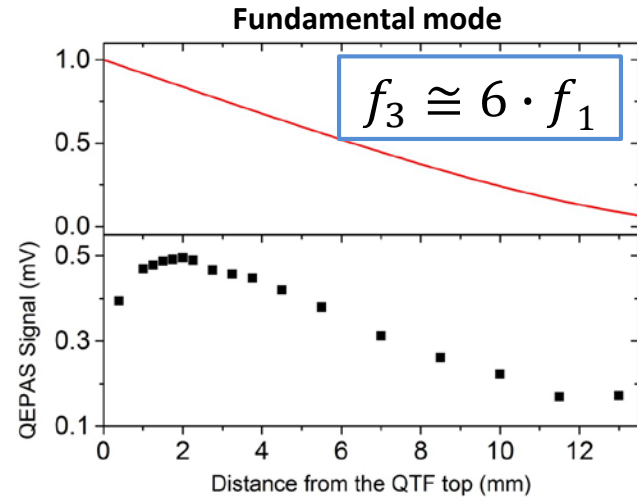 Fundamental mode
f₃ ≅ 6 · f₁
1.0
0.5
0.0
0.5
0.3
0.1
QEPAS Signal (mV)
0 2 4 6 8 10 12
Distance from the QTF top (mm)